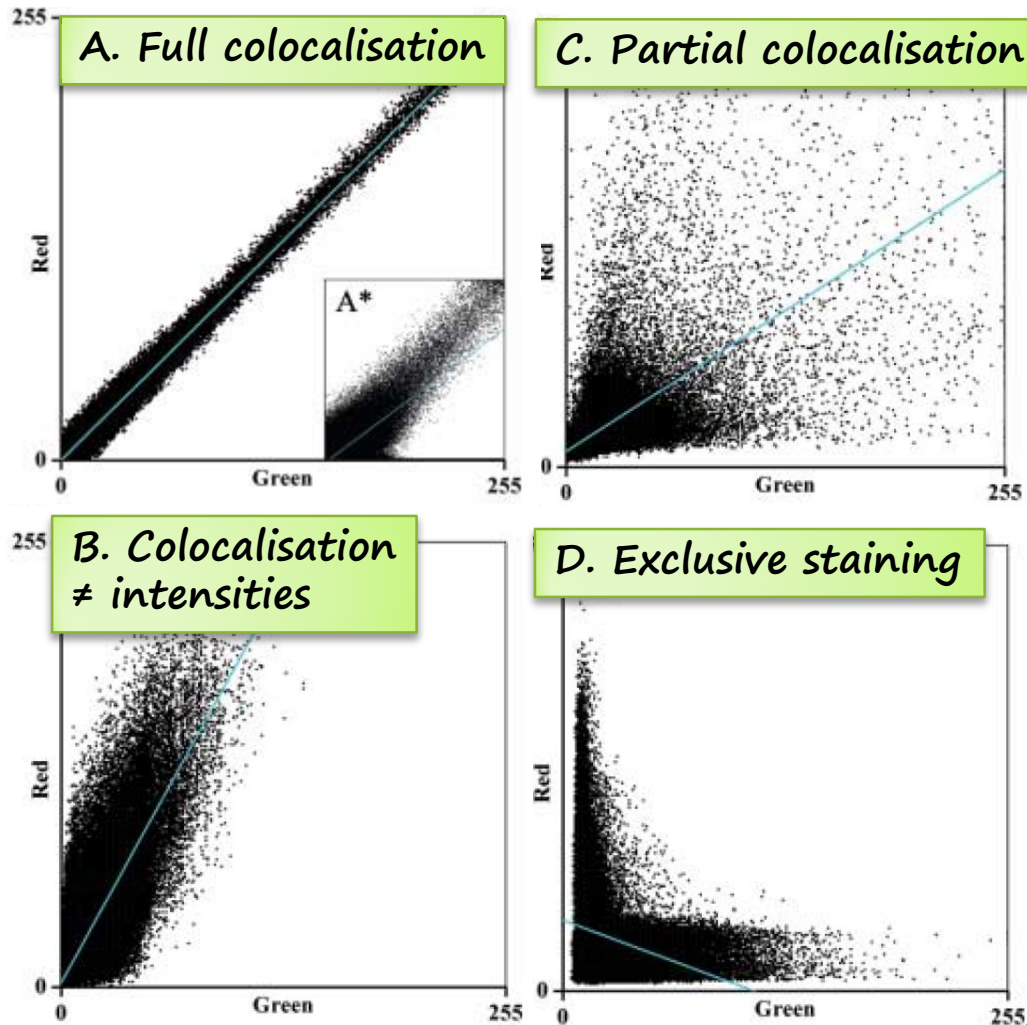 255
A. Full colocalisation
Red
A*
0
0
Green
255
C. Partial colocalisation
Red
0
0
Green
255
255
B. Colocalisation
≠ intensities
Red
0
0
Green
255
D. Exclusive staining
Red
0
0
Green
255